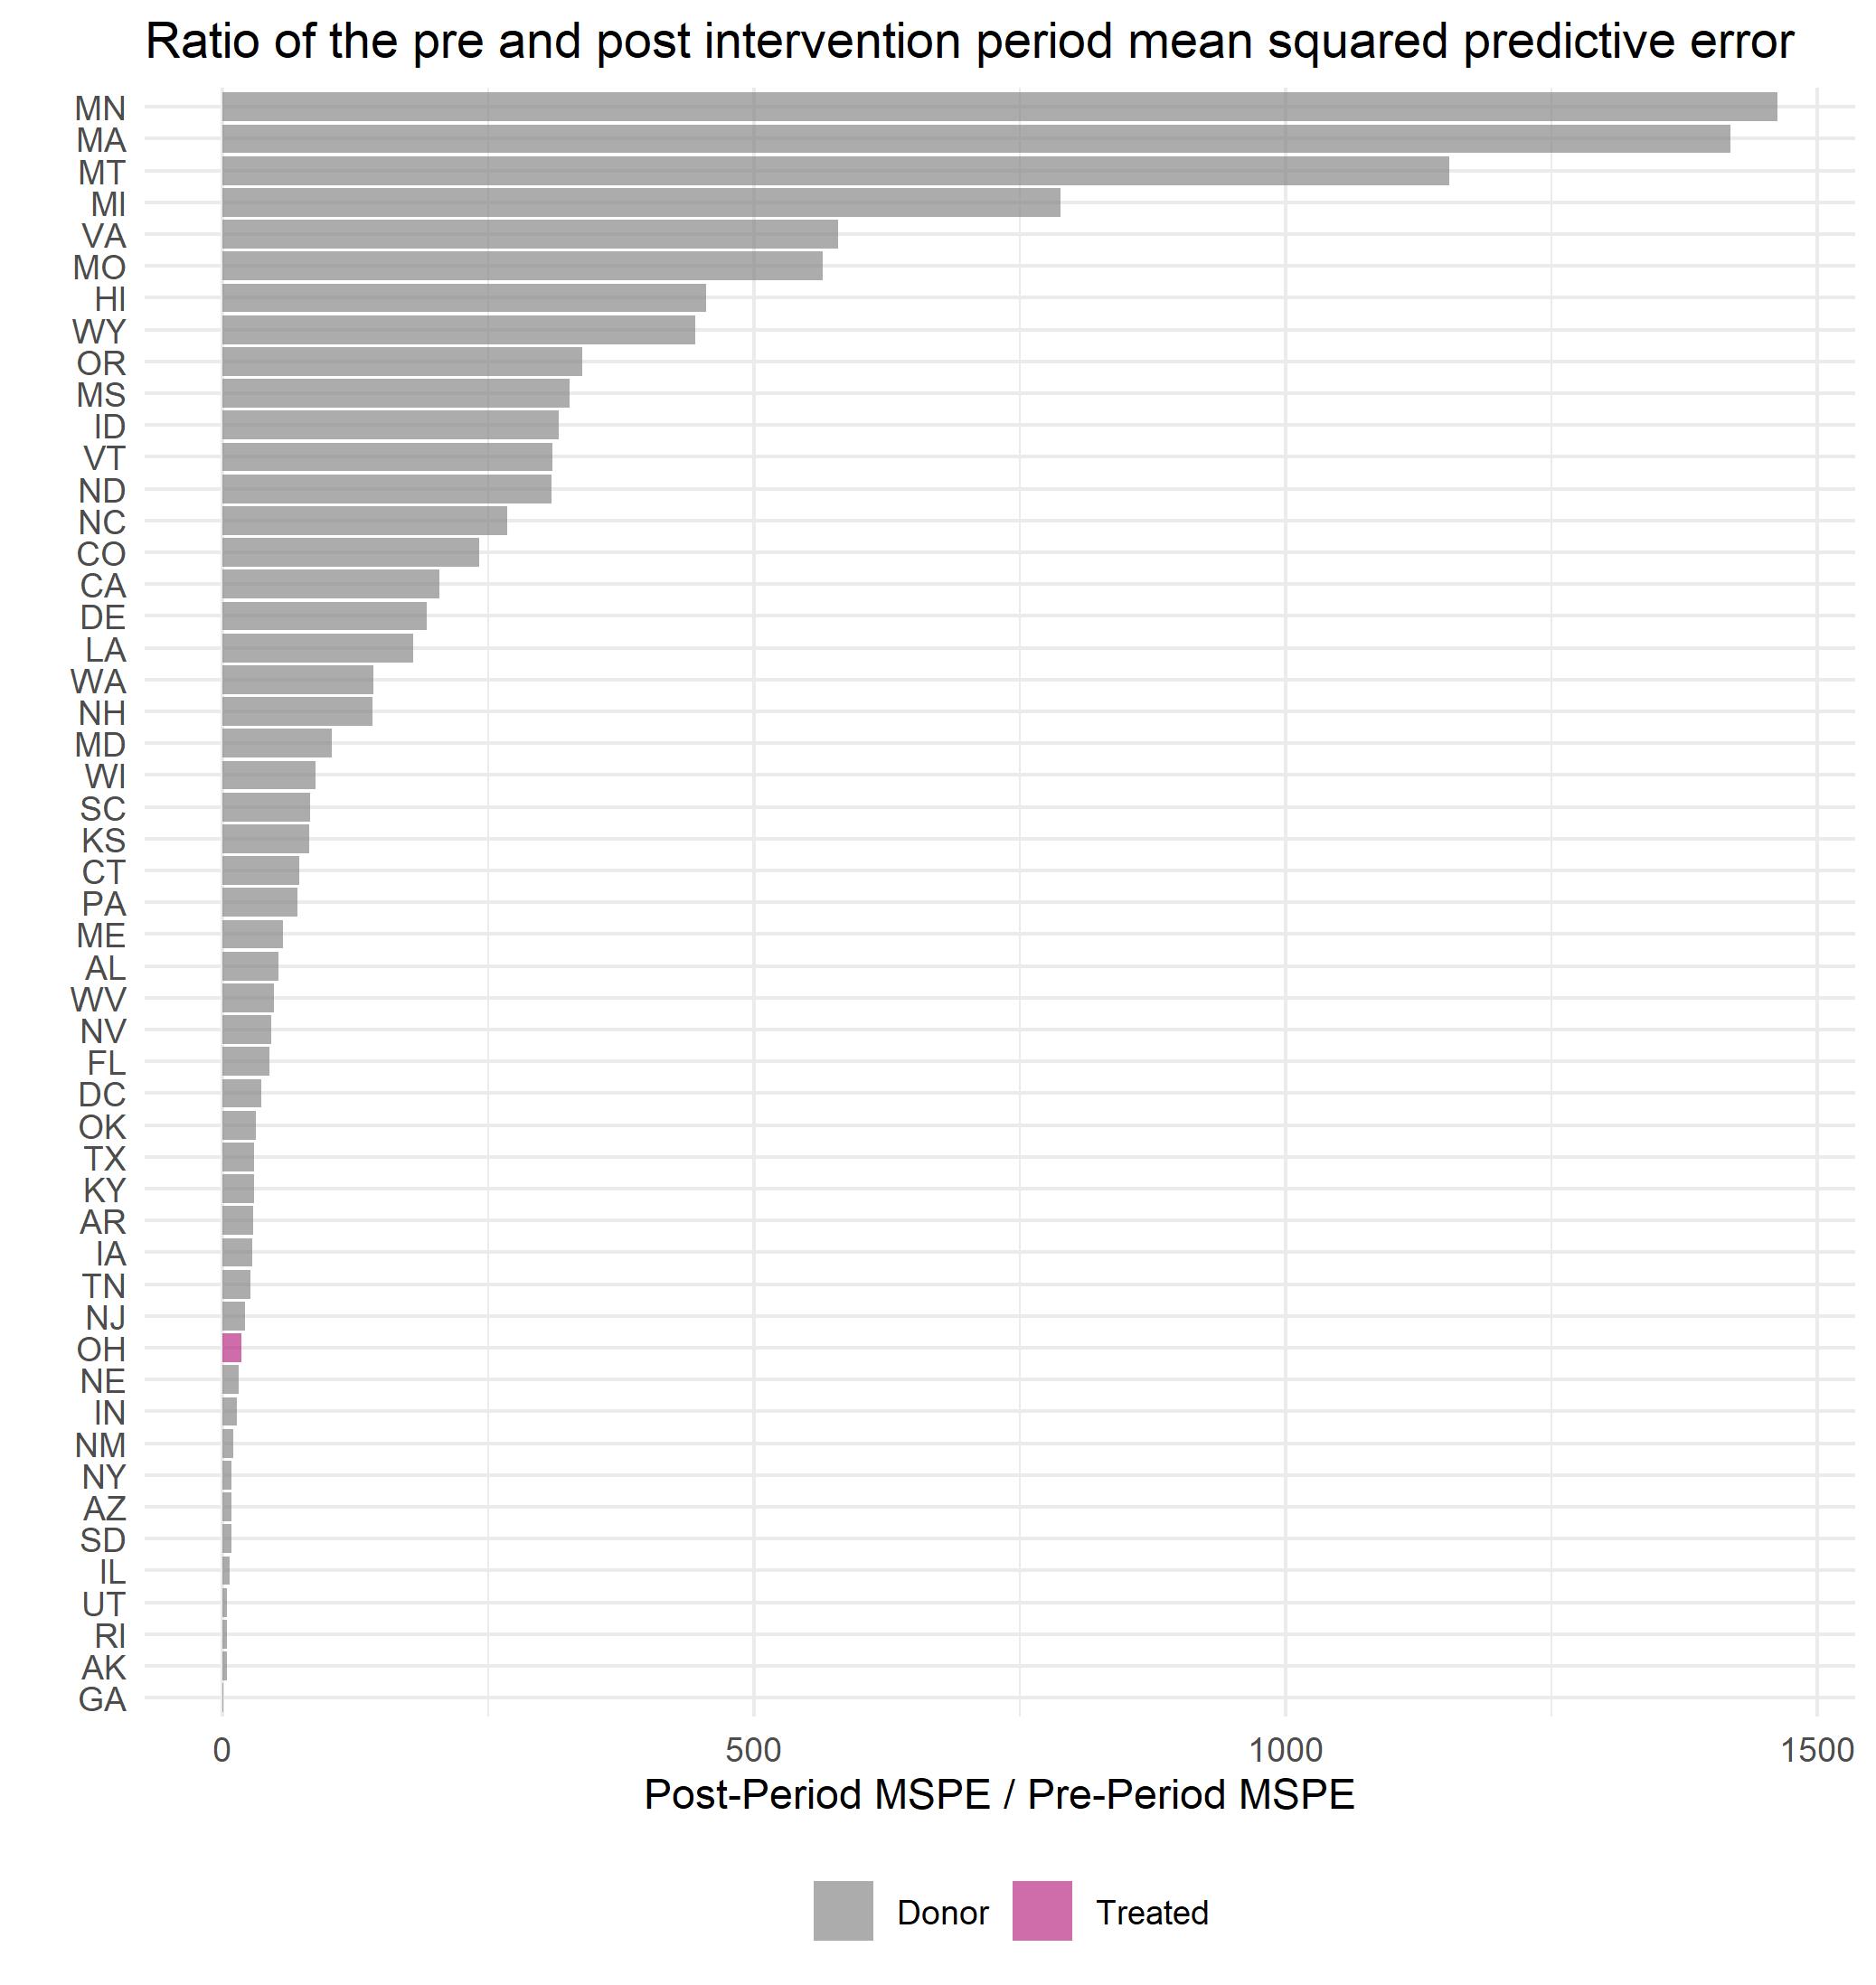 Ratio of the pre and post intervention period mean squared predictive error
MN
MA
MT
MI
VA
MO
HI
WY
OR
MS
ID
VT
ND
NC
CO
CA
DE
LA
WA
NH
MD
WI
SC
KS
CT
PA
ME
AL
WV
NV
FL
DC
OK
TX
KY
AR
IA
TN
NJ
OH
NE
IN
NM
NY
AZ
SD
IL
UT
RI
AK
GA
0 500 1000 1500
Post-Period MSPE / Pre-Period MSPE
Donor Treated